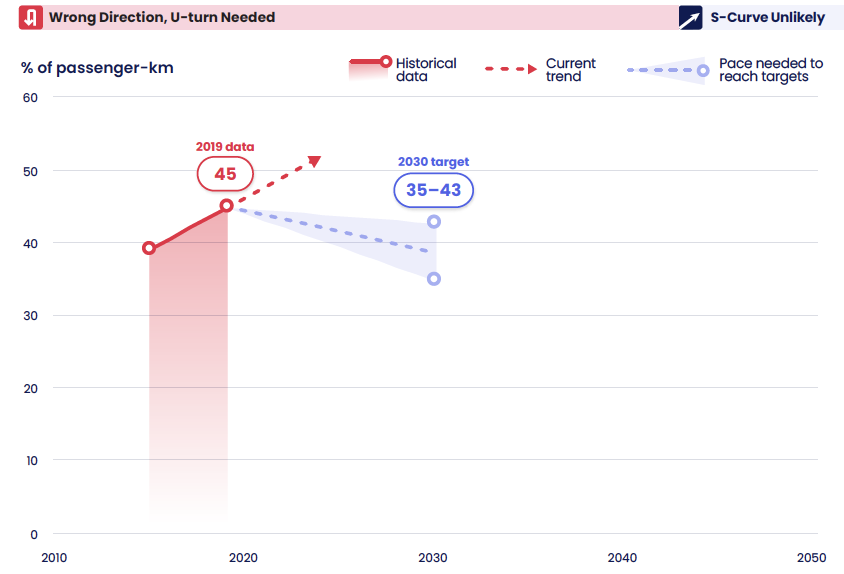 Wrong Direction, U-turn Needed
S-Curve Unlikely
% of passenger-km
Historical
data
Current
trend
Pace needed to
reach targets
60
50
40
30
20
10
0
2019 data
45
2030 target
35–43
2010
2020
2030
2040
2050